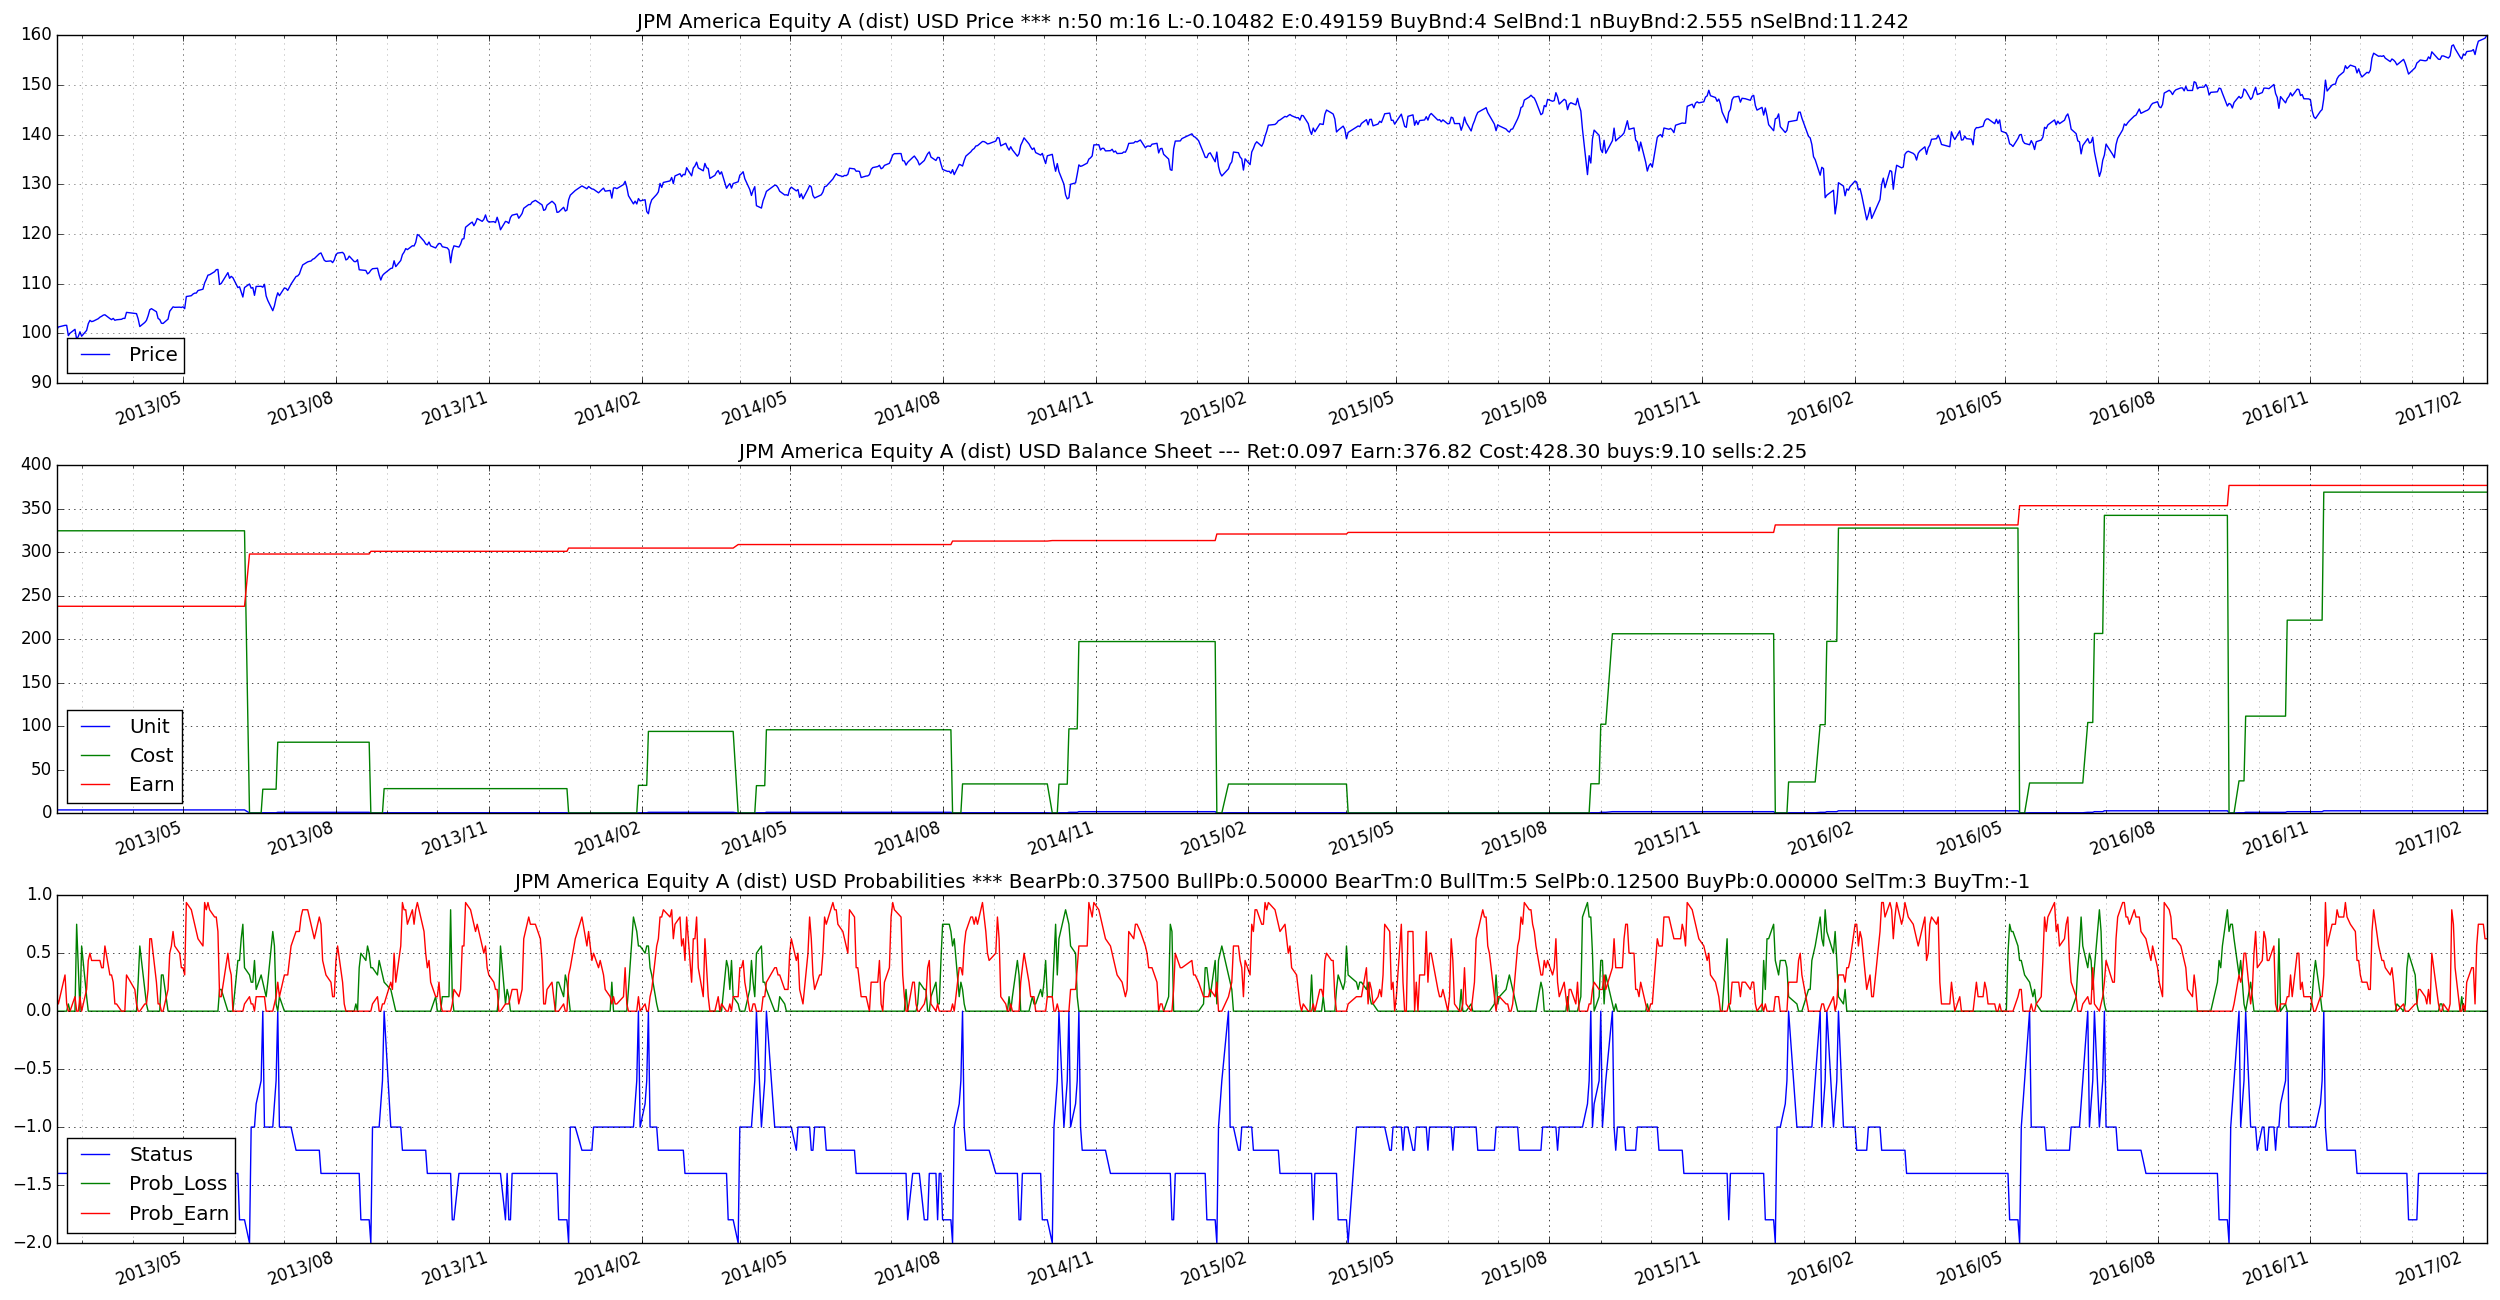 JPM America Equity A (dist) USD Price *** n:50 m:16 L:-0.10482 E:0.49159 BuyBnd:4 SelBnd:1 nBuyBnd:2.555 nSelBnd:11.242
160
150
140
130
120
110
100
90
Price
2013/05 2013/08 2013/11 2014/02 2014/05 2014/08 2014/11 2015/02 2015/05 2015/08 2015/11 2016/02 2016/05 2016/08 2016/11 2017/02
JPM America Equity A (dist) USD Balance Sheet --- Ret:0.097 Earn:376.82 Cost:428.30 buys:9.10 sells:2.25
400
350
300
250
200
150
100
50
0
Unit
Cost
Earn
2013/05 2013/08 2013/11 2014/02 2014/05 2014/08 2014/11 2015/02 2015/05 2015/08 2015/11 2016/02 2016/05 2016/08 2016/11 2017/02
JPM America Equity A (dist) USD Probabilities *** BearPb:0.37500 BullPb:0.50000 BearTm:0 BullTm:5 SelPb:0.12500 BuyPb:0.00000 SelTm:3 BuyTm:-1
1.0
0.5
0.0
−0.5
−1.0
−1.5
−2.0
Status
Prob_Loss
Prob_Earn
2013/05 2013/08 2013/11 2014/02 2014/05 2014/08 2014/11 2015/02 2015/05 2015/08 2015/11 2016/02 2016/05 2016/08 2016/11 2017/02